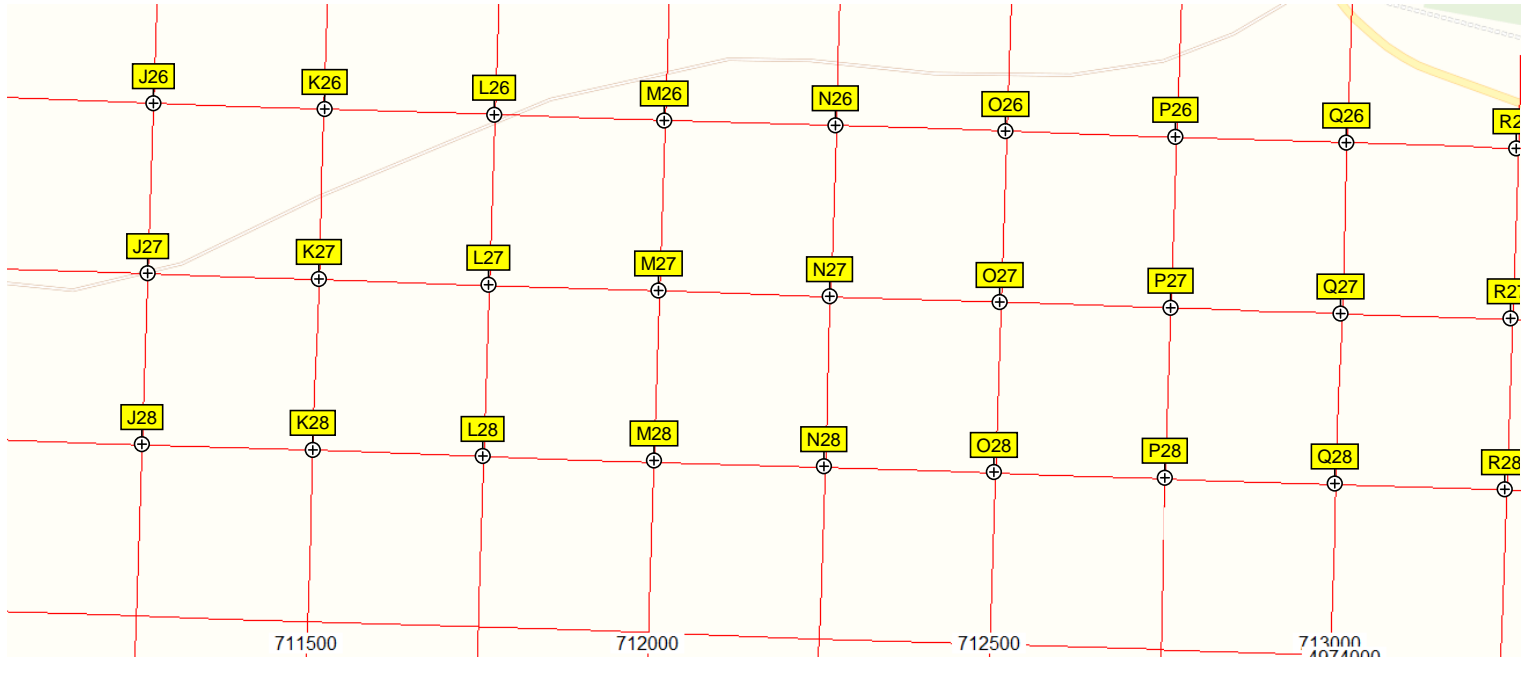 J26 K26 L26 M26 N26 O26 P26 Q26
J27 K27 L27 M27 N27 O27 P27 Q27 R27
J28 K28 L28 M28 N28 O28 P28 Q28 R28
711500 712000 712500 713000
4974000